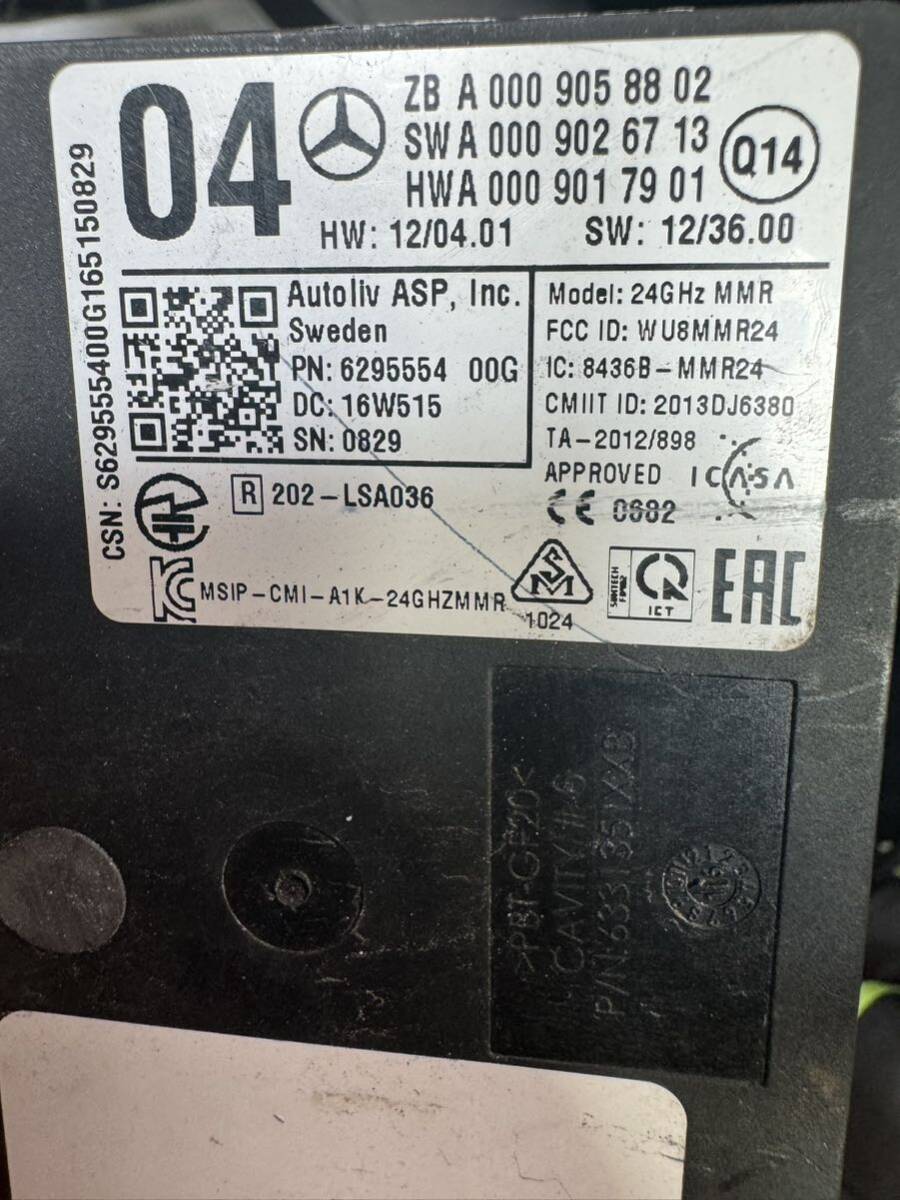 04
ZB A 000 905 88 02
SW A 000 902 67 13
HW A 000 901 79 01
Q14
HW: 12/04.01 SW: 12/36.00
CSN: S629555400G165150829
Autoliv ASP, Inc.
Sweden
PN: 6295554 00G
DC: 16W515
SN: 0829
Model: 24GHz MMR
FCC ID: WU8MMR24
IC: 8436B-MMR24
CMIIT ID: 2013DJ6380
TA-2012/898
APPROVED ICASA
CE 0682
R 202-LSA036
MSIP-CMI-A1K-24GHZMMR
SM
1024
ICT
EAC
>PBT-GF20<
CAVITY # 6